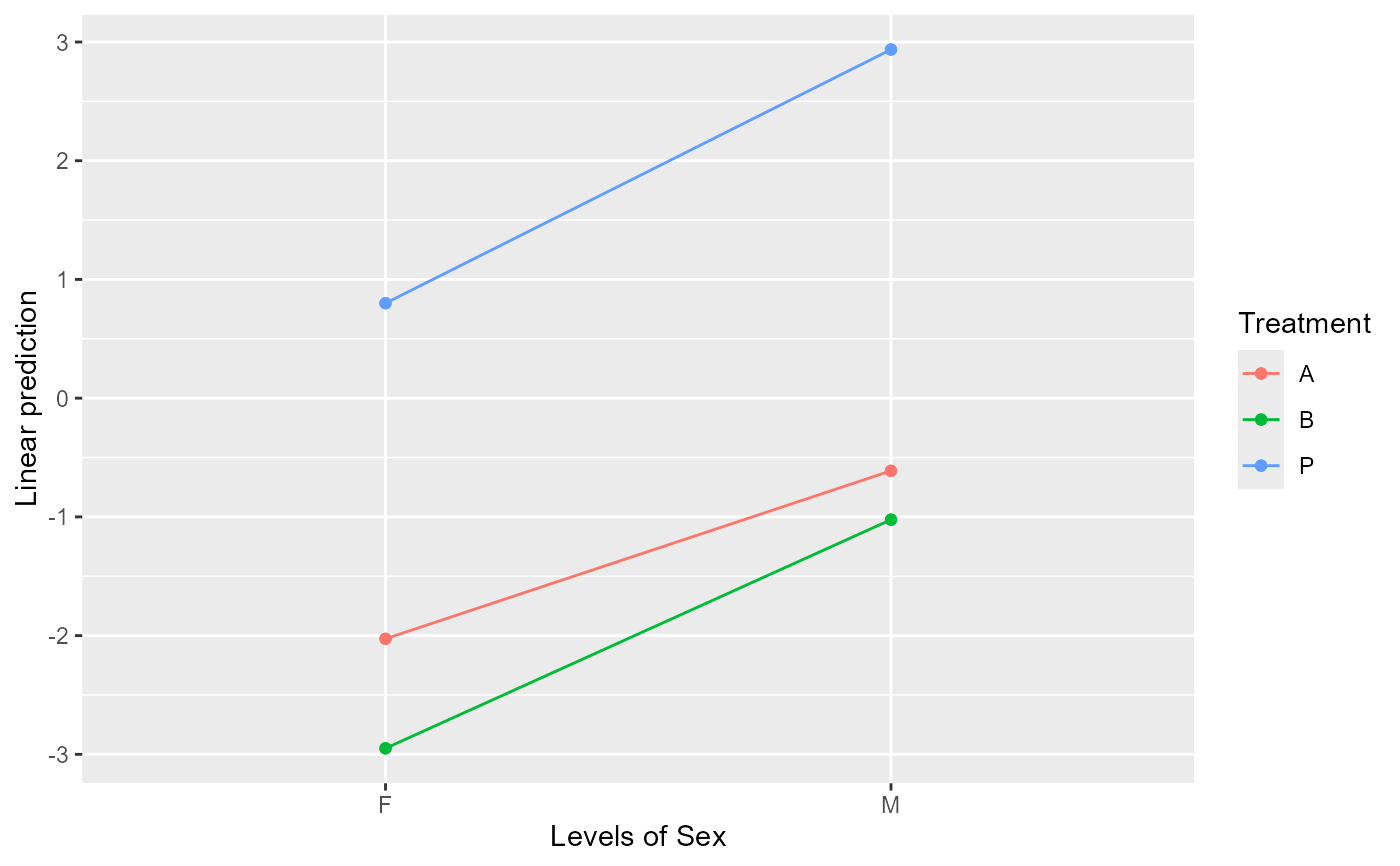 3
2
1
0
-1
-2
-3
Linear prediction
F M
Levels of Sex
Treatment
A
B
P